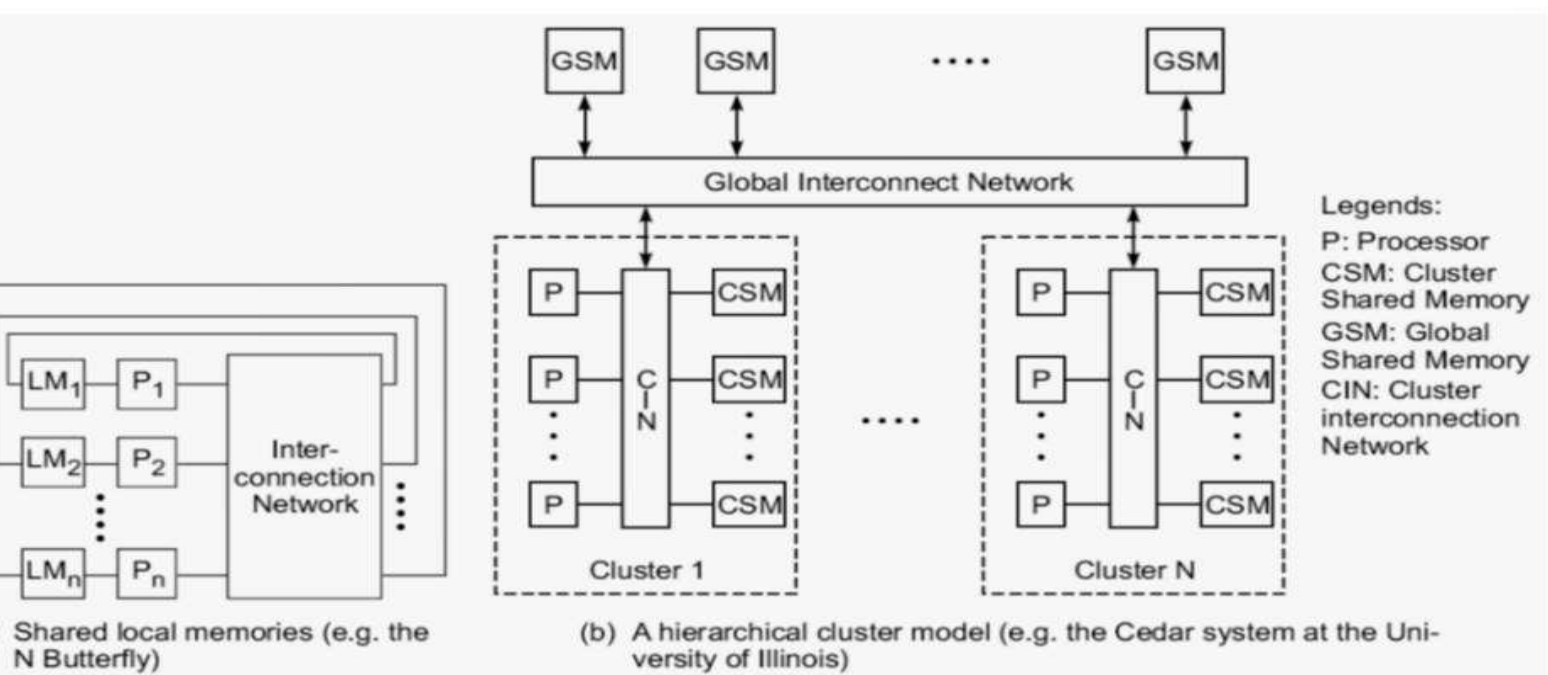 GSM GSM .... GSM
Global Interconnect Network
Legends:
P: Processor
CSM: Cluster
Shared Memory
GSM: Global
Shared Memory
CIN: Cluster
interconnection
Network
LM1 P1
LM2 P2
LMn Pn
Inter-
connection
Network
P CSM
P C-N CSM
P CSM
Cluster 1
....
P CSM
P C-N CSM
P CSM
Cluster N
Shared local memories (e.g. the
N Butterfly)
(b) A hierarchical cluster model (e.g. the Cedar system at the Uni-
versity of Illinois)